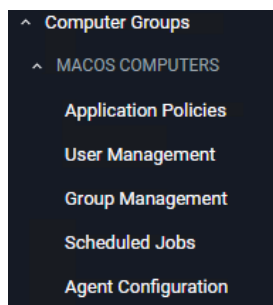 Computer Groups
MACOS COMPUTERS
Application Policies
User Management
Group Management
Scheduled Jobs
Agent Configuration